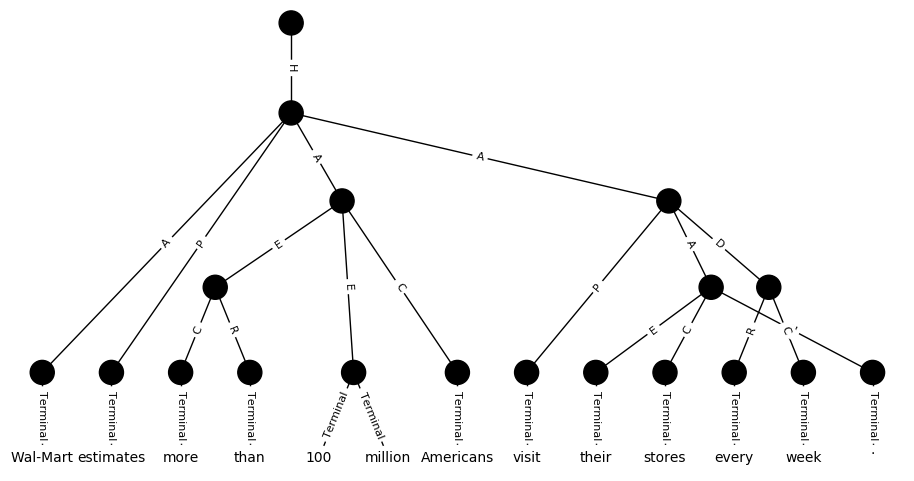 H
A
A
A
P
E
E
C
P
A
D
C
R
E
C
R
C
Terminal Terminal Terminal Terminal Terminal Terminal Terminal Terminal Terminal Terminal Terminal Terminal Terminal
Wal-Mart estimates more than 100 million Americans visit their stores every week .